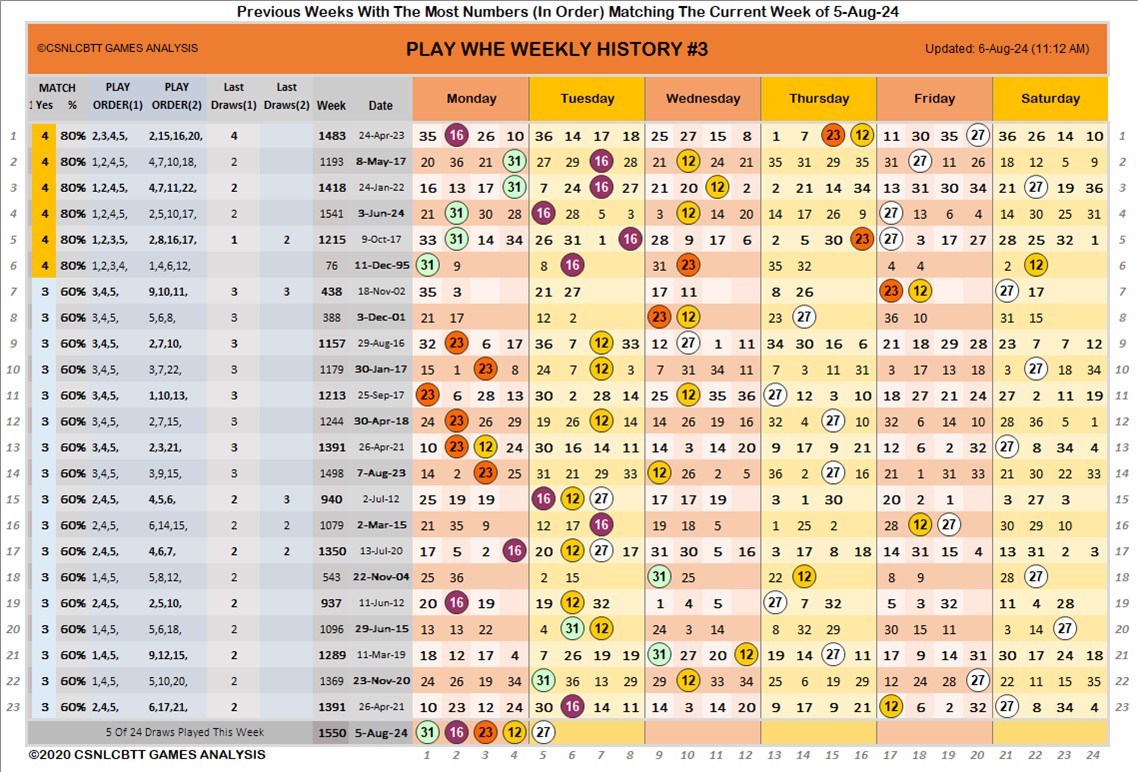 Previous Weeks With The Most Numbers (In Order) Matching The Current Week of 5-Aug-24
©CSNLCBTT GAMES ANALYSIS PLAY WHE WEEKLY HISTORY #3 Updated: 6-Aug-24 (11:12 AM)
MATCH PLAY PLAY Last Last
1 Yes % ORDER(1) ORDER(2) Draws(1) Draws(2) Week Date Monday Tuesday Wednesday Thursday Friday Saturday
1 4 80% 2,3,4,5, 2,15,16,20, 4 1483 24-Apr-23 35 16 26 10 36 14 17 18 25 27 15 8 1 7 23 12 11 30 35 27 36 26 14 10 1
2 4 80% 1,2,4,5, 4,7,10,18, 2 1193 8-May-17 20 36 21 31 27 29 16 28 21 12 24 21 35 31 29 35 31 27 11 26 18 12 5 9 2
3 4 80% 1,2,4,5, 4,7,11,22, 2 1418 24-Jan-22 16 13 17 31 7 24 16 27 21 20 12 2 2 21 14 34 13 31 30 34 21 27 19 36 3
4 4 80% 1,2,4,5, 2,5,10,17, 2 1541 3-Jun-24 21 31 30 28 16 28 5 3 3 12 14 20 14 17 26 9 27 13 6 4 14 30 25 31 4
5 4 80% 1,2,3,5, 2,8,16,17, 1 2 1215 9-Oct-17 33 31 14 34 26 31 1 16 28 9 17 6 2 5 30 23 27 3 17 27 28 25 32 1 5
6 4 80% 1,2,3,4, 1,4,6,12, 76 11-Dec-95 31 9 8 16 31 23 35 32 4 4 2 12 6
7 3 60% 3,4,5, 9,10,11, 3 3 438 18-Nov-02 35 3 21 27 17 11 8 26 23 12 27 17 7
8 3 60% 3,4,5, 5,6,8, 3 388 3-Dec-01 21 17 12 2 23 12 23 27 36 10 31 15 8
9 3 60% 3,4,5, 2,7,10, 3 1157 29-Aug-16 32 23 6 17 36 7 12 33 12 27 1 11 34 30 16 6 21 18 29 28 23 7 7 12 9
10 3 60% 3,4,5, 3,7,22, 3 1179 30-Jan-17 15 1 23 8 24 7 12 3 7 31 34 11 7 3 11 31 3 17 13 18 3 27 18 34 10
11 3 60% 3,4,5, 1,10,13, 3 1213 25-Sep-17 23 6 28 13 30 2 28 14 25 12 35 36 27 12 3 10 18 27 21 24 27 2 11 19 11
12 3 60% 3,4,5, 2,7,15, 3 1244 30-Apr-18 24 23 26 29 19 26 12 28 14 26 19 16 32 4 27 10 32 6 14 10 28 36 5 1 12
13 3 60% 3,4,5, 2,3,21, 3 1391 26-Apr-21 10 23 12 24 30 16 14 11 14 3 14 20 9 17 9 21 12 6 2 32 27 8 34 4 13
14 3 60% 3,4,5, 3,9,15, 3 1498 7-Aug-23 14 2 23 25 31 21 29 33 12 26 2 5 36 2 27 16 21 1 31 33 21 30 22 33 14
15 3 60% 2,4,5, 4,5,6, 2 3 940 2-Jul-12 25 19 19 16 12 27 17 17 19 3 1 30 20 2 1 3 27 3 15
16 3 60% 2,4,5, 6,14,15, 2 2 1079 2-Mar-15 21 35 9 12 17 16 19 18 5 1 25 2 28 12 27 30 29 10 16
17 3 60% 2,4,5, 4,6,7, 2 2 1350 13-Jul-20 17 5 2 16 20 12 27 17 31 30 5 16 3 17 8 18 14 31 15 4 13 31 2 3 17
18 3 60% 1,4,5, 5,8,12, 2 543 22-Nov-04 25 36 2 15 31 25 22 12 8 9 28 27 18
19 3 60% 2,4,5, 2,5,10, 2 937 11-Jun-12 20 16 19 19 12 32 1 4 5 27 7 32 5 3 32 11 4 28 19
20 3 60% 1,4,5, 5,6,18, 2 1096 29-Jun-15 13 13 22 4 31 12 24 3 14 8 32 29 30 15 11 3 14 27 20
21 3 60% 1,4,5, 9,12,15, 2 1289 11-Mar-19 18 12 17 4 7 26 19 19 31 27 20 12 19 14 27 11 17 9 14 31 30 17 24 18 21
22 3 60% 1,4,5, 5,10,20, 2 1369 23-Nov-20 24 26 19 34 31 36 13 29 29 12 33 34 25 6 19 29 12 24 28 27 22 11 15 35 22
23 3 60% 2,4,5, 6,17,21, 2 1391 26-Apr-21 10 23 12 24 30 16 14 11 14 3 14 20 9 17 9 21 12 6 2 32 27 8 34 4 23
5 Of 24 Draws Played This Week 1550 5-Aug-24 31 16 23 12 27
©2020 CSNLCBTT GAMES ANALYSIS 1 2 3 4 5 6 7 8 9 10 11 12 13 14 15 16 17 18 19 20 21 22 23 24